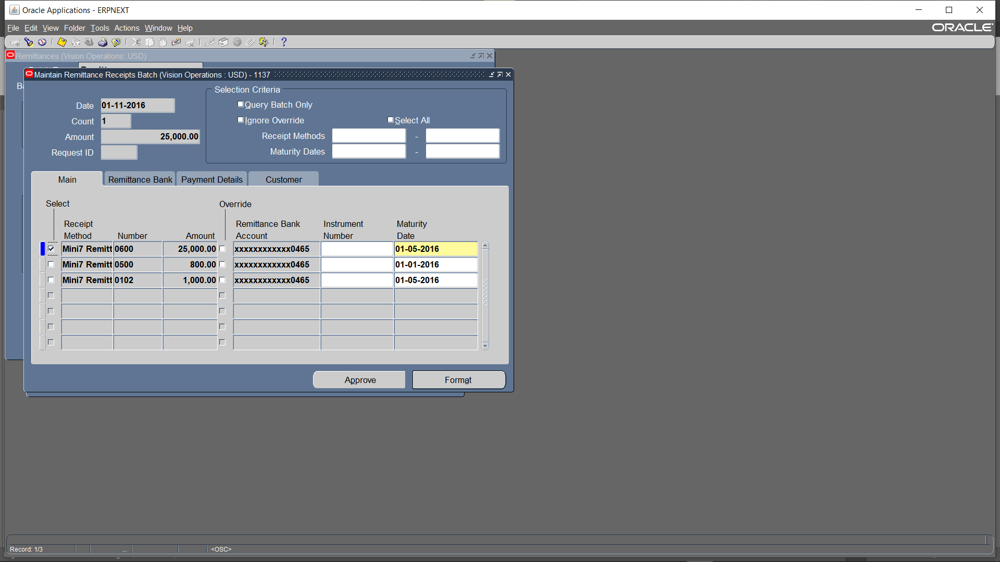 Oracle Applications - ERPNEXT
File Edit View Folder Tools Actions Window Help
ORACLE
Remittances (Vision Operations: USD)
Maintain Remittance Receipts Batch (Vision Operations : USD) - 1137
Selection Criteria
Date 01-11-2016
Query Batch Only
Count 1
Ignore Override
Select All
Amount 25,000.00
Receipt Methods -
Request ID
Maturity Dates -
Main Remittance Bank Payment Details Customer
Select Override
Receipt Remittance Bank Instrument Maturity
Method Number Amount Account Number Date
Mini7 Remitt 0600 25,000.00 xxxxxxxxxxxx0465 01-05-2016
Mini7 Remitt 0500 800.00 xxxxxxxxxxxx0465 01-01-2016
Mini7 Remitt 0102 1,000.00 xxxxxxxxxxxx0465 01-05-2016
Approve Format
Record: 1/3 ... <OSC>